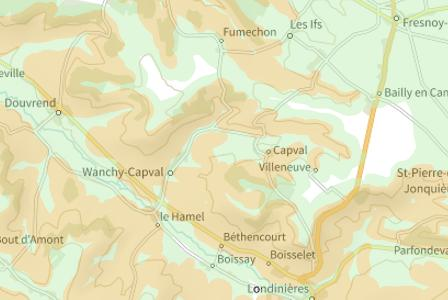 Fumechon
Les Ifs
Fresnoy-
eville
Bailly en Cam
Douvrend
Capval
Wanchy-Capval
Villeneuve
St-Pierre-
Jonquiè
le Hamel
Bout d'Amont
Béthencourt
Parfondeva
Boissay
Boisselet
Londinières